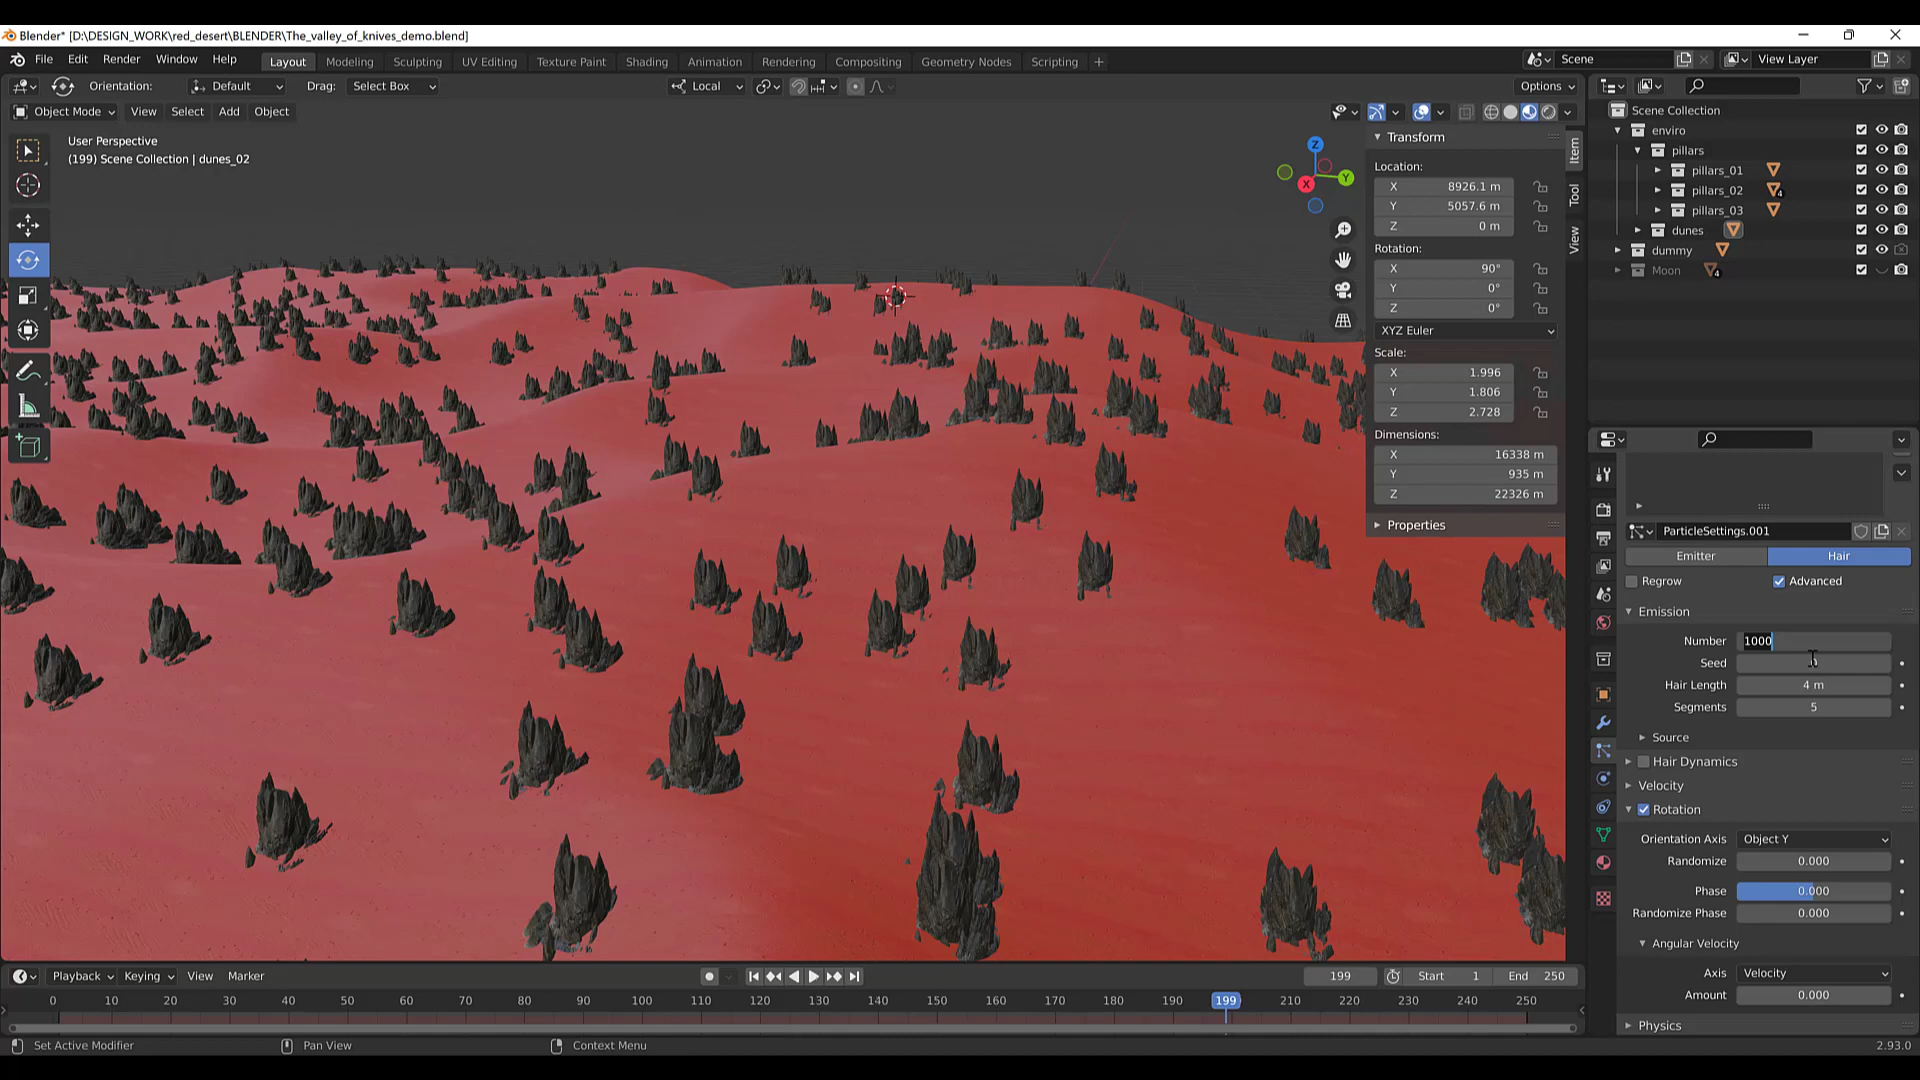 Blender* [D:\DESIGN_WORK\red_desert\BLENDER\The_valley_of_knives_demo.blend]
File Edit Render Window Help Layout Modeling Sculpting UV Editing Texture Paint Shading Animation Rendering Compositing Geometry Nodes Scripting + Scene View Layer
Orientation: Default Drag: Select Box Local Options
Object Mode View Select Add Object
User Perspective
(199) Scene Collection | dunes_02
Z
Y
X
Transform
Location:
X 8926.1 m
Y 5057.6 m
Z 0 m
Rotation:
X 90°
Y 0°
Z 0°
XYZ Euler
Scale:
X 1.996
Y 1.806
Z 2.728
Dimensions:
X 16338 m
Y 935 m
Z 22326 m
Properties
Item
Tool
View
Scene Collection
enviro
pillars
pillars_01
pillars_02 4
pillars_03
dunes
dummy
Moon 4
ParticleSettings.001
Emitter Hair
Regrow Advanced
Emission
Number 1000
Seed
Hair Length 4 m
Segments 5
Source
Hair Dynamics
Velocity
Rotation
Orientation Axis Object Y
Randomize 0.000
Phase 0.000
Randomize Phase 0.000
Angular Velocity
Axis Velocity
Amount 0.000
Physics
Playback Keying View Marker 199 Start 1 End 250
0 10 20 30 40 50 60 70 80 90 100 110 120 130 140 150 160 170 180 190 199 210 220 230 240 250
Set Active Modifier Pan View Context Menu 2.93.0